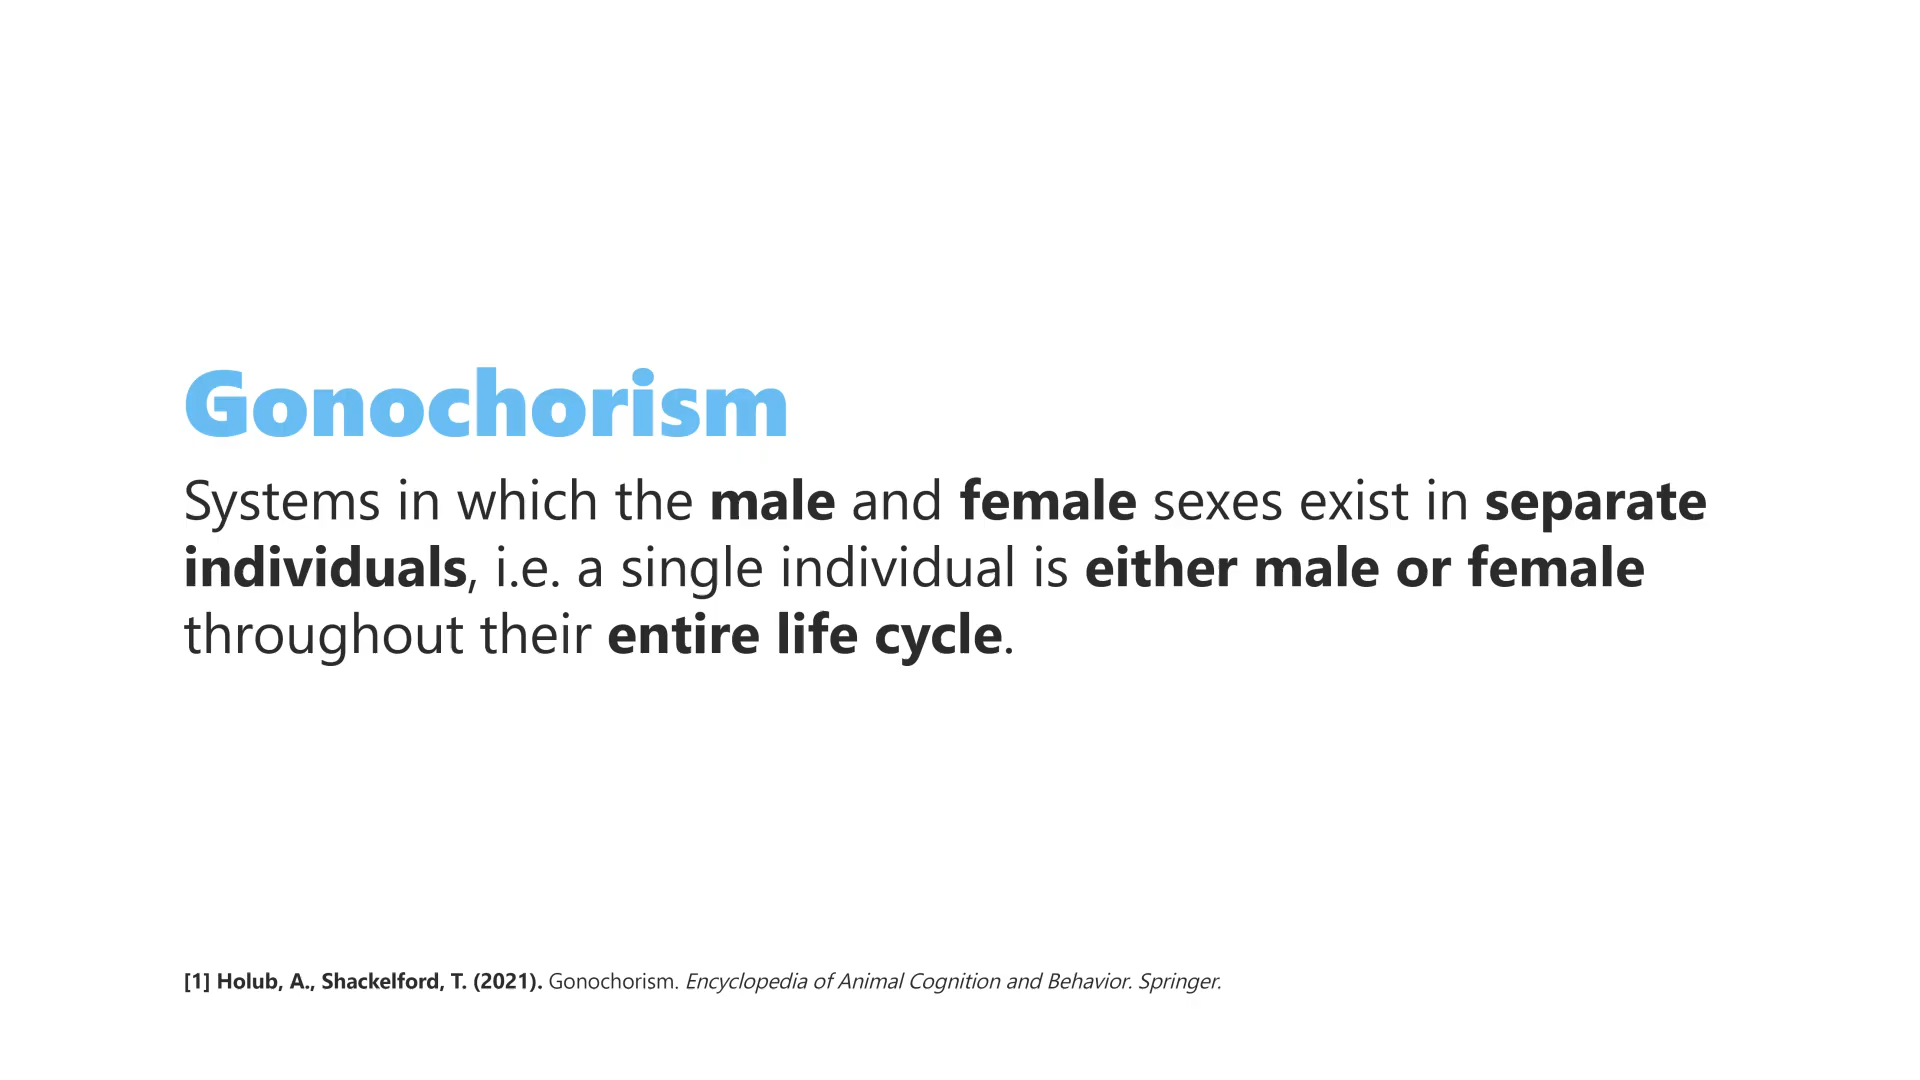 Gonochorism
Systems in which the male and female sexes exist in separate
individuals, i.e. a single individual is either male or female
throughout their entire life cycle.
[1] Holub, A., Shackelford, T. (2021). Gonochorism. Encyclopedia of Animal Cognition and Behavior. Springer.